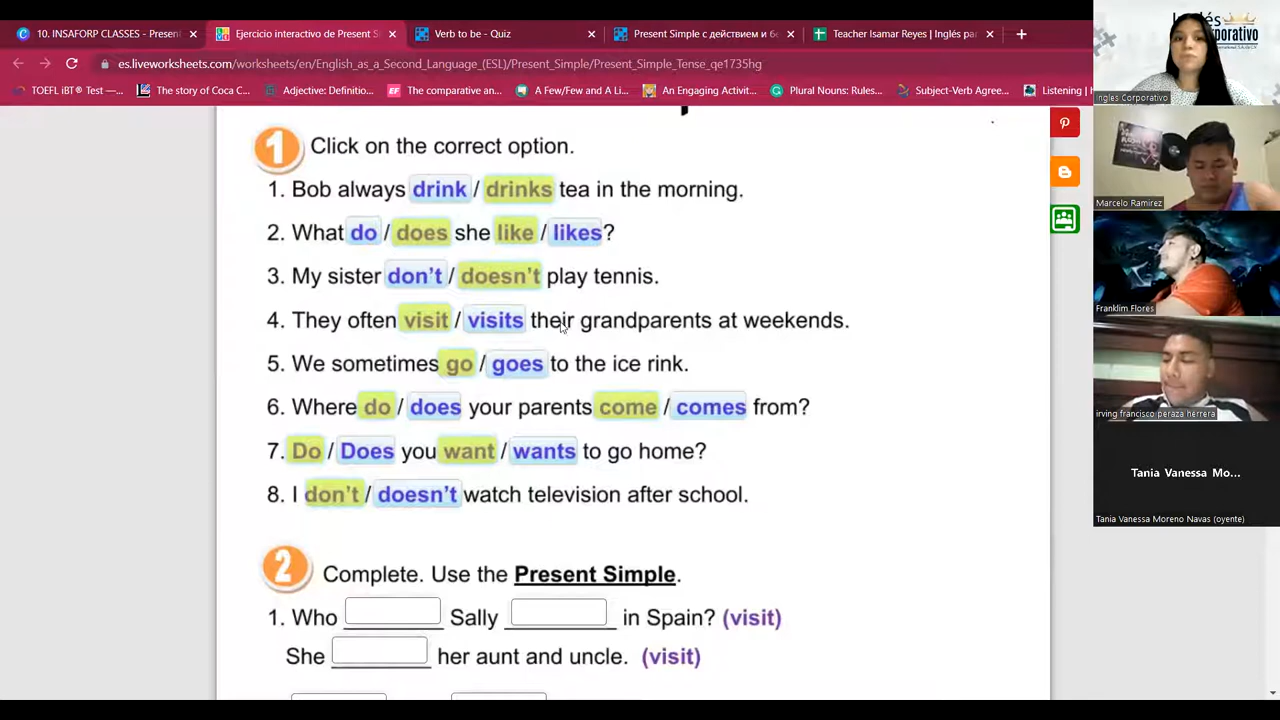 10. INSAFORP CLASSES - Present
Ejercicio interactivo de Present S
Verb to be - Quiz
Present Simple с действием и бе
Teacher Isamar Reyes | Inglés pa
es.liveworksheets.com/worksheets/en/English_as_a_Second_Language_(ESL)/Present_Simple/Present_Simple_Tense_qe1735hg
TOEFL iBT® Test —...
The story of Coca C...
Adjective: Definitio...
The comparative an...
A Few/Few and A Li...
An Engaging Activit...
Plural Nouns: Rules...
Subject-Verb Agree...
Listening | H
1 Click on the correct option.
1. Bob always drink / drinks tea in the morning.
2. What do / does she like / likes?
3. My sister don't / doesn't play tennis.
4. They often visit / visits their grandparents at weekends.
5. We sometimes go / goes to the ice rink.
6. Where do / does your parents come / comes from?
7. Do / Does you want / wants to go home?
8. I don't / doesn't watch television after school.
2 Complete. Use the Present Simple.
1. Who Sally in Spain? (visit)
She her aunt and uncle. (visit)
Ingles Corporativo
Marcelo Ramirez
Franklim Flores
irving francisco peraza herrera
Tania Vanessa Mo...
Tania Vanessa Moreno Navas (oyente)